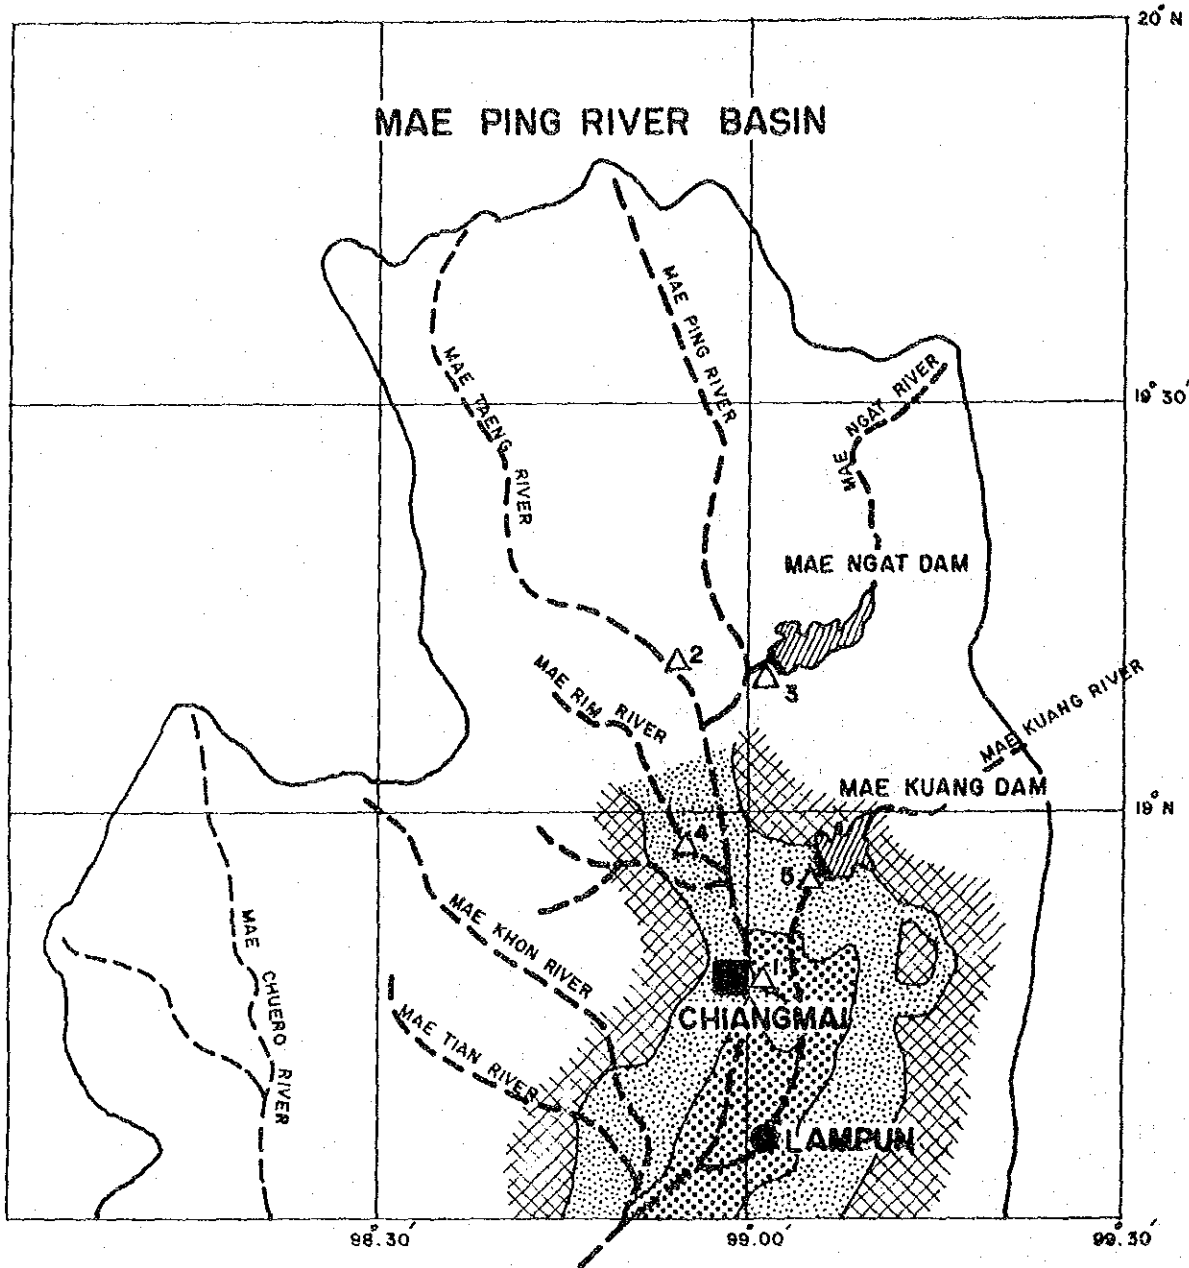 20° N
MAE PING RIVER BASIN
MAE PING RIVER
MAE TAENG RIVER
MAE NGAT RIVER
19° 30'
MAE NGAT DAM
2
3
MAE RIM RIVER
MAE KUANG RIVER
MAE KUANG DAM
19° N
4
5
MAE KHON RIVER
MAE CHUERO RIVER
1
CHIANGMAI
MAE TIAN RIVER
LAMPUN
98.30'
99.00'
99.30'